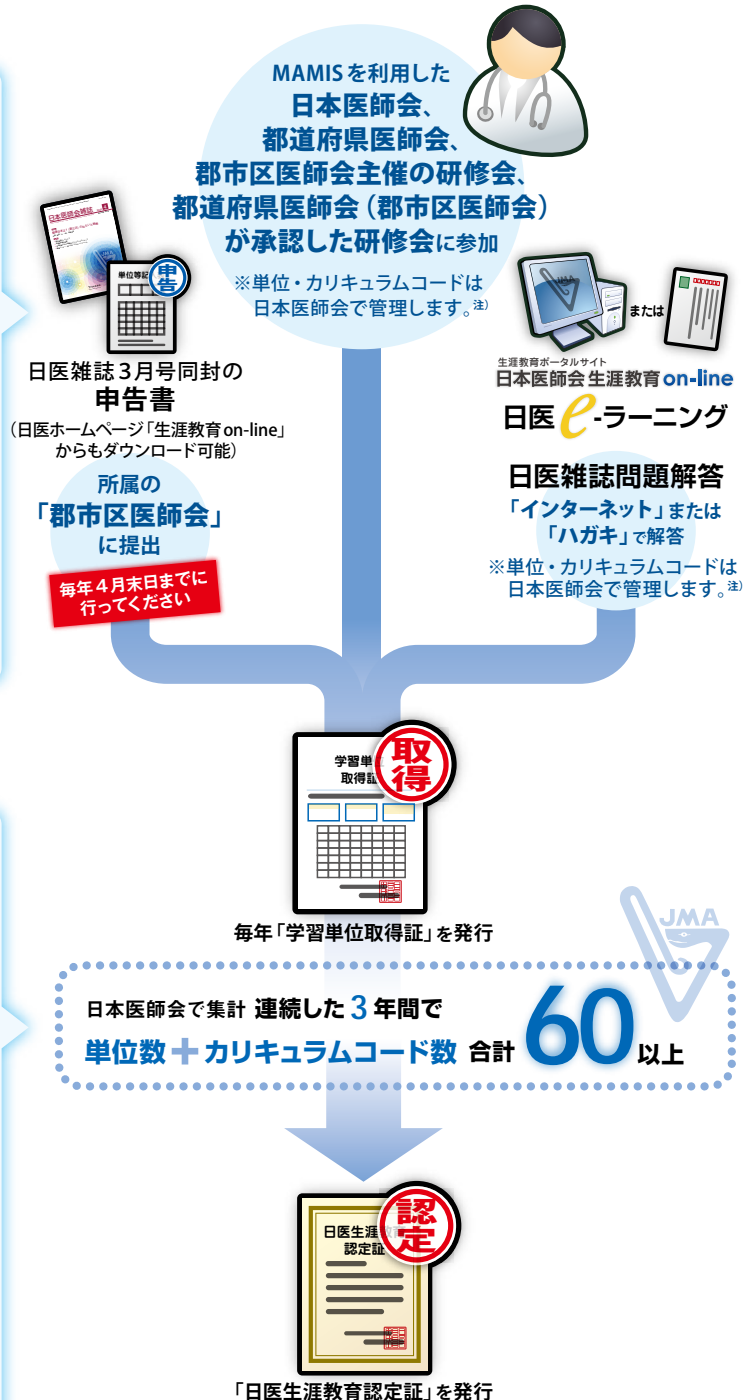 MAMISを利用した
日本医師会、
都道府県医師会、
郡市区医師会主催の研修会、
都道府県医師会（郡市区医師会）
が承認した研修会に参加
※単位・カリキュラムコードは
日本医師会で管理します。注）
日本医師会雑誌
単位等記
申告
日医雑誌3月号同封の
申告書
（日医ホームページ「生涯教育on-line」
からもダウンロード可能）
所属の
「郡市区医師会」
に提出
毎年4月末日までに
行ってください
JMA
または
生涯教育ポータルサイト
日本医師会生涯教育on-line
日医e-ラーニング
日医雑誌問題解答
「インターネット」または
「ハガキ」で解答
※単位・カリキュラムコードは
日本医師会で管理します。注）
学習単
取得証
取得
毎年「学習単位取得証」を発行
JMA
日本医師会で集計 連続した3年間で
単位数＋カリキュラムコード数 合計60以上
日医生涯教育
認定証
認定
「日医生涯教育認定証」を発行